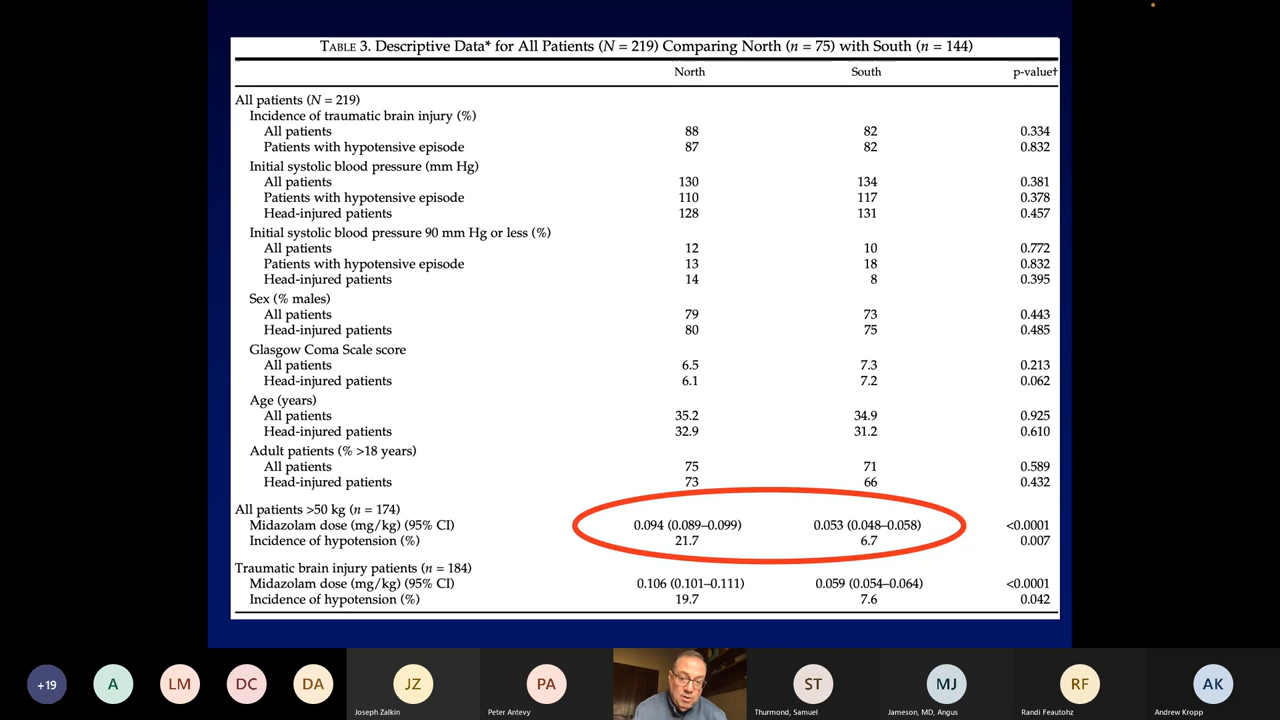 TABLE 3. Descriptive Data* for All Patients (N = 219) Comparing North (n = 75) with South (n = 144)
North South p-value†
All patients (N = 219)
Incidence of traumatic brain injury (%)
All patients 88 82 0.334
Patients with hypotensive episode 87 82 0.832
Initial systolic blood pressure (mm Hg)
All patients 130 134 0.381
Patients with hypotensive episode 110 117 0.378
Head-injured patients 128 131 0.457
Initial systolic blood pressure 90 mm Hg or less (%)
All patients 12 10 0.772
Patients with hypotensive episode 13 18 0.832
Head-injured patients 14 8 0.395
Sex (% males)
All patients 79 73 0.443
Head-injured patients 80 75 0.485
Glasgow Coma Scale score
All patients 6.5 7.3 0.213
Head-injured patients 6.1 7.2 0.062
Age (years)
All patients 35.2 34.9 0.925
Head-injured patients 32.9 31.2 0.610
Adult patients (% >18 years)
All patients 75 71 0.589
Head-injured patients 73 66 0.432
All patients >50 kg (n = 174)
Midazolam dose (mg/kg) (95% CI) 0.094 (0.089–0.099) 0.053 (0.048–0.058) <0.0001
Incidence of hypotension (%) 21.7 6.7 0.007
Traumatic brain injury patients (n = 184)
Midazolam dose (mg/kg) (95% CI) 0.106 (0.101–0.111) 0.059 (0.054–0.064) <0.0001
Incidence of hypotension (%) 19.7 7.6 0.042
+19 A LM DC DA JZ PA ST MJ RF AK
Joseph Zalkin Peter Antevy Thurmond, Samuel Jameson, MD, Angus Randi Feautohz Andrew Kropp